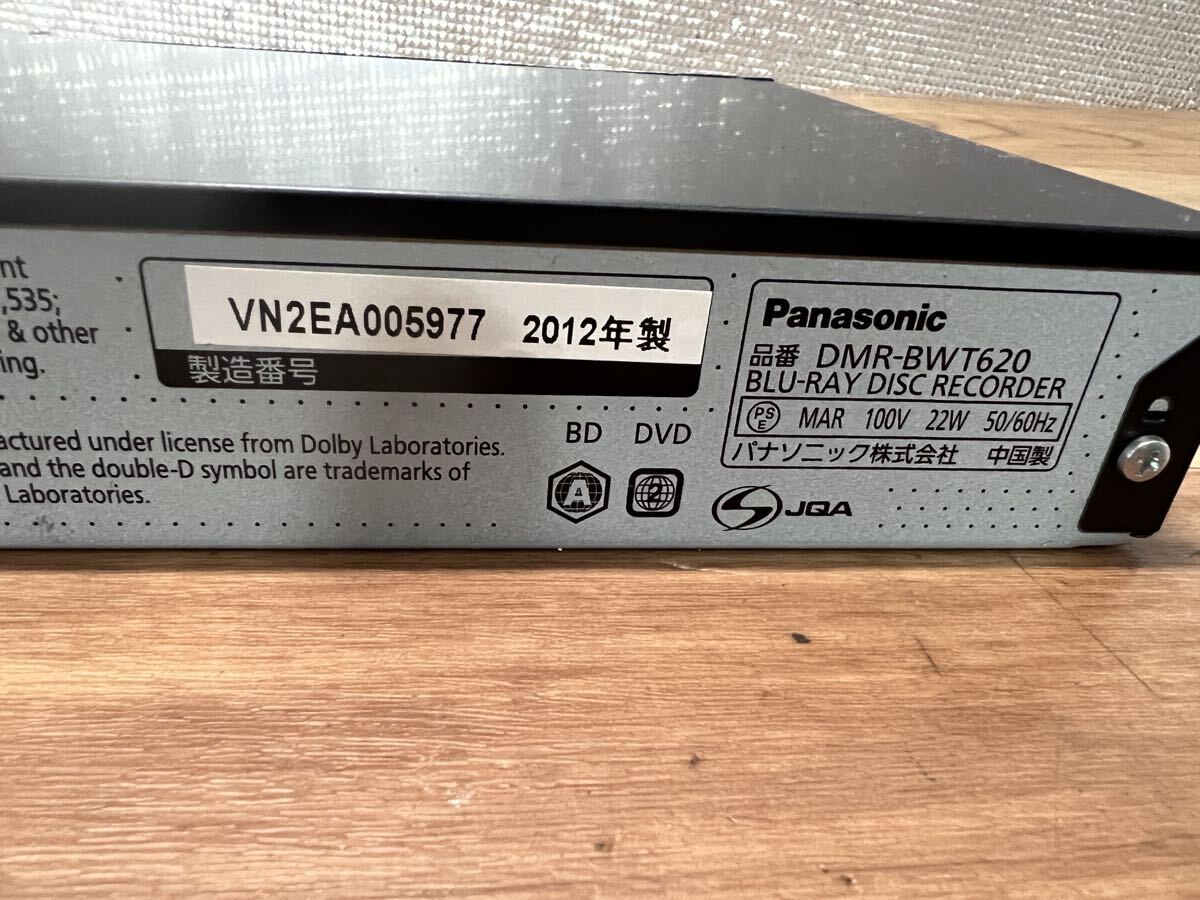 nt
,535;
& other
ing.
VN2EA005977 2012年製
製造番号
actured under license from Dolby Laboratories.
and the double-D symbol are trademarks of
Laboratories.
BD DVD
A 2
Panasonic
品番 DMR-BWT620
BLU-RAY DISC RECORDER
PS E MAR 100V 22W 50/60Hz
パナソニック株式会社 中国製
JQA